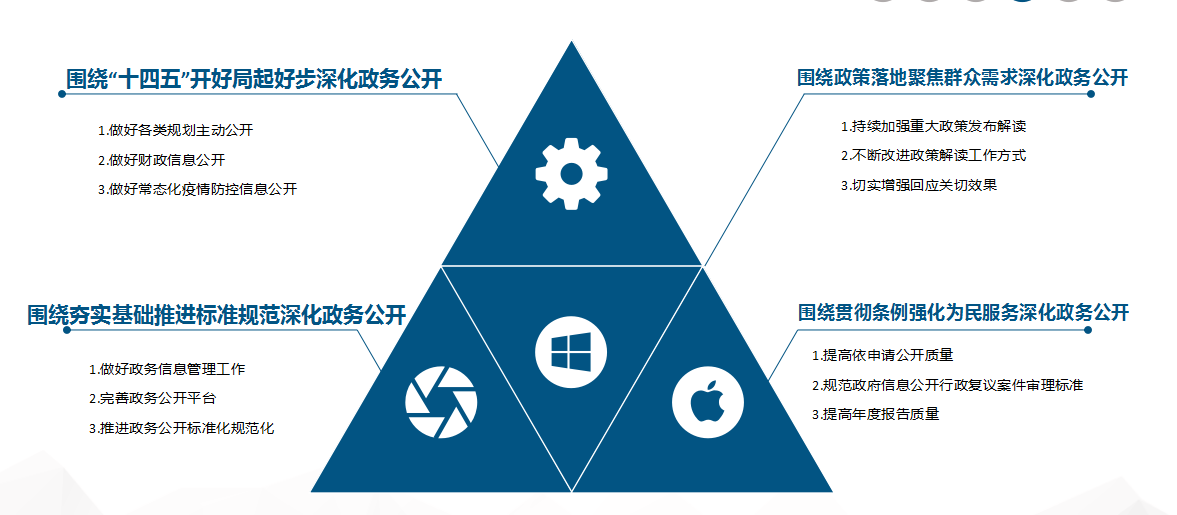 围绕“十四五”开好局起好步深化政务公开
1.做好各类规划主动公开
2.做好财政信息公开
3.做好常态化疫情防控信息公开
围绕政策落地聚焦群众需求深化政务公开
1.持续加强重大政策发布解读
2.不断改进政策解读工作方式
3.切实增强回应关切效果
围绕夯实基础推进标准规范深化政务公开
1.做好政务信息管理工作
2.完善政务公开平台
3.推进政务公开标准化规范化
围绕贯彻条例强化为民服务深化政务公开
1.提高依申请公开质量
2.规范政府信息公开行政复议案件审理标准
3.提高年度报告质量